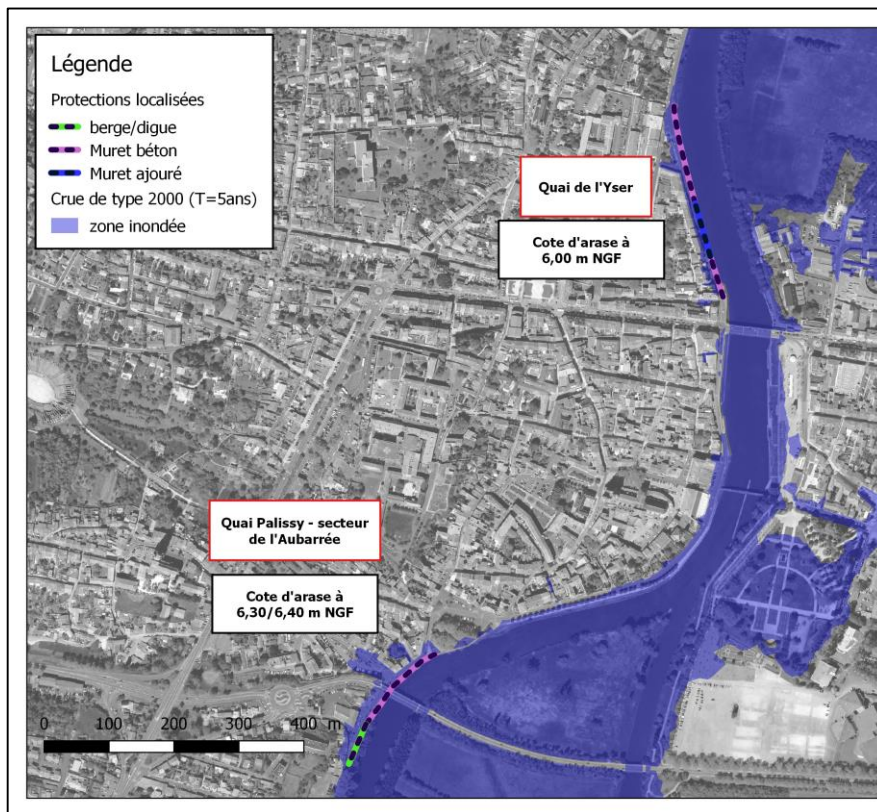 Légende
Protections localisées
berge/digue
Muret béton
Muret ajouré
Crue de type 2000 (T=5ans)
zone inondée
Quai de l'Yser
Cote d'arase à
6,00 m NGF
Quai Palissy - secteur
de l'Aubarrée
Cote d'arase à
6,30/6,40 m NGF
0 100 200 300 400 m